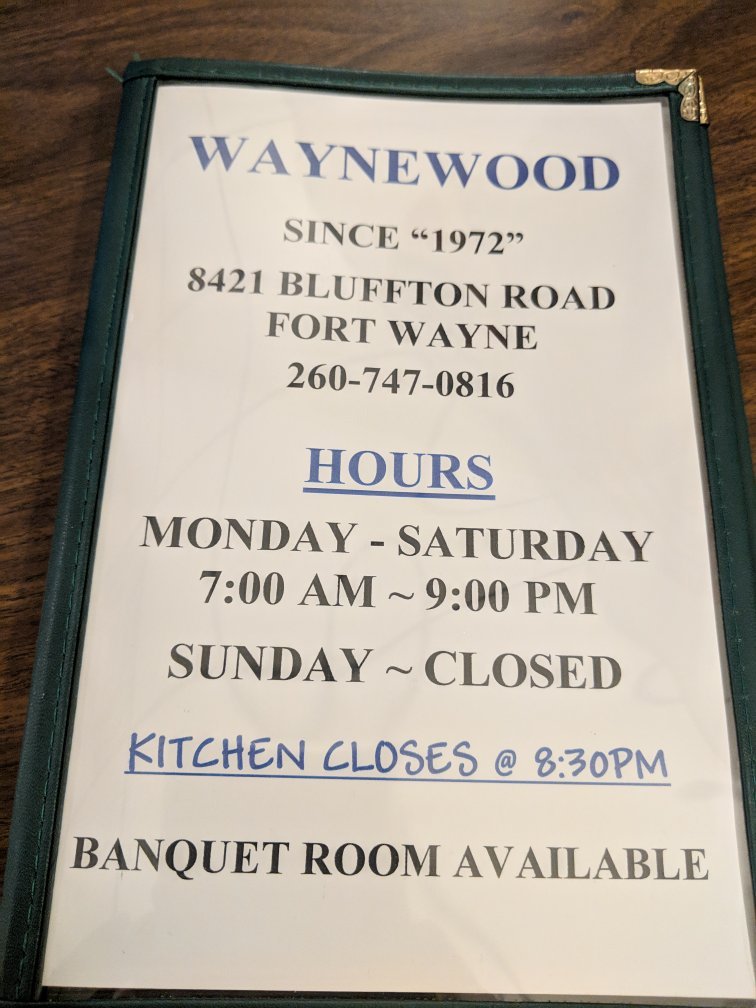 WAYNEWOOD
SINCE “1972”
8421 BLUFFTON ROAD
FORT WAYNE
260-747-0816
HOURS
MONDAY - SATURDAY
7:00 AM ~ 9:00 PM
SUNDAY ~ CLOSED
KITCHEN CLOSES @ 8:30PM
BANQUET ROOM AVAILABLE